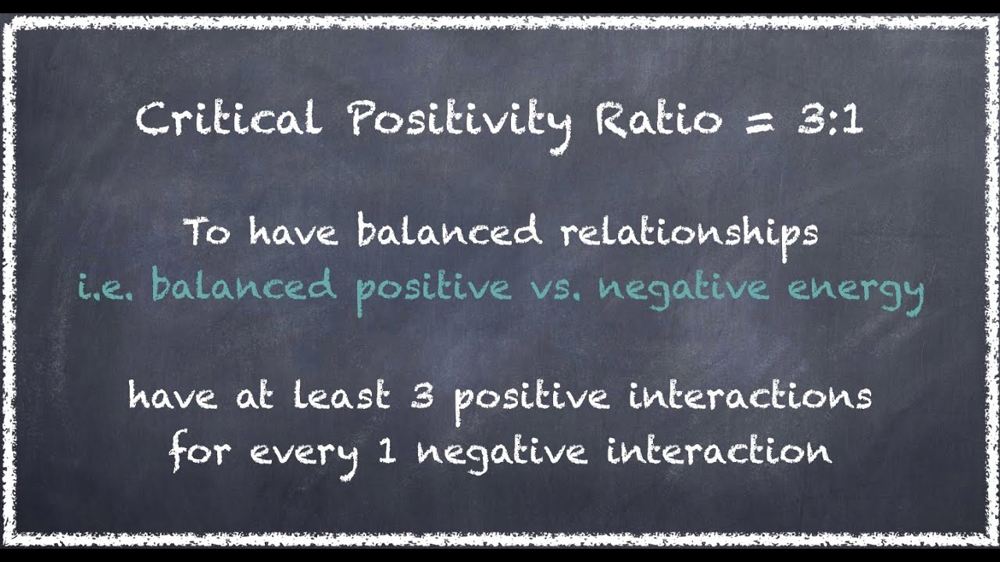 Critical Positivity Ratio = 3:1
To have balanced relationships
i.e. balanced positive vs. negative energy
have at least 3 positive interactions
for every 1 negative interaction